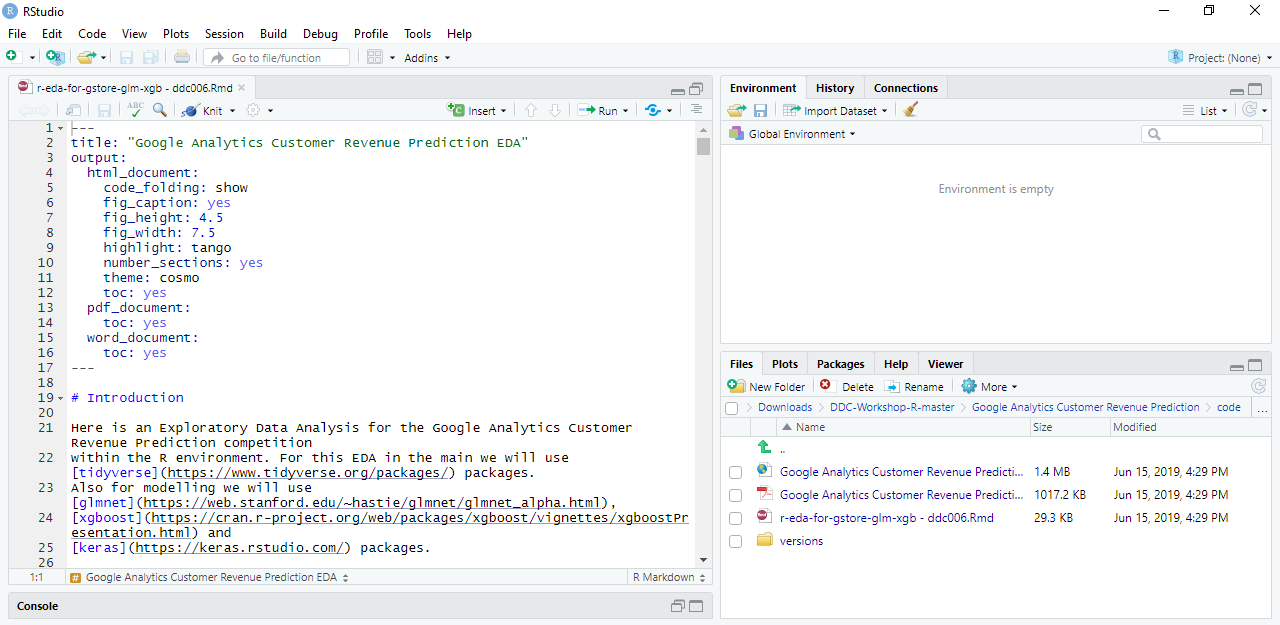 RStudio
File Edit Code View Plots Session Build Debug Profile Tools Help
Go to file/function Addins Project: (None)
r-eda-for-gstore-glm-xgb - ddc006.Rmd
ABC Knit Insert Run
1 ---
2 title: "Google Analytics Customer Revenue Prediction EDA"
3 output:
4 html_document:
5 code_folding: show
6 fig_caption: yes
7 fig_height: 4.5
8 fig_width: 7.5
9 highlight: tango
10 number_sections: yes
11 theme: cosmo
12 toc: yes
13 pdf_document:
14 toc: yes
15 word_document:
16 toc: yes
17 ---
18
19 # Introduction
20
21 Here is an Exploratory Data Analysis for the Google Analytics Customer
Revenue Prediction competition
22 within the R environment. For this EDA in the main we will use
[tidyverse](https://www.tidyverse.org/packages/) packages.
23 Also for modelling we will use
[glmnet](https://web.stanford.edu/~hastie/glmnet/glmnet_alpha.html),
24 [xgboost](https://cran.r-project.org/web/packages/xgboost/vignettes/xgboostPr
esentation.html) and
25 [keras](https://keras.rstudio.com/) packages.
26
1:1 # Google Analytics Customer Revenue Prediction EDA R Markdown
Console
Environment History Connections
Import Dataset List
Global Environment
Environment is empty
Files Plots Packages Help Viewer
New Folder Delete Rename More
Downloads DDC-Workshop-R-master Google Analytics Customer Revenue Prediction code ...
Name Size Modified
..
Google Analytics Customer Revenue Predicti... 1.4 MB Jun 15, 2019, 4:29 PM
Google Analytics Customer Revenue Predicti... 1017.2 KB Jun 15, 2019, 4:29 PM
r-eda-for-gstore-glm-xgb - ddc006.Rmd 29.3 KB Jun 15, 2019, 4:29 PM
versions